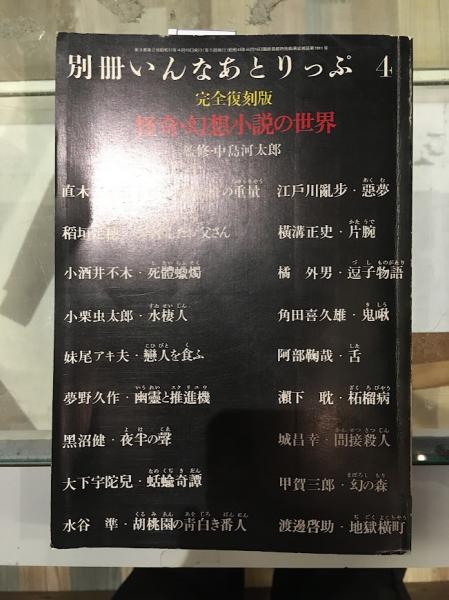 別冊いんなあとりっぷ 4
完全復刻版
怪奇・幻想小説の世界
監修・中島河太郎
直木 の重量 江戸川亂步・惡夢
稻垣 父さん 横溝正史・片腕
小酒井不木・死體蠟燭 橘 外男・逗子物語
小栗虫太郎・水棲人 角田喜久雄・鬼啾
妹尾アキ夫・戀人を食ふ 阿部鞠哉・舌
夢野久作・幽靈と推進機 瀬下 耽・柘榴病
黒沼健・夜半の聲 城昌幸・間接殺人
大下宇陀兒・蛞蝓奇譚 甲賀三郎・幻の森
水谷 準・胡桃園の靑白き番人 渡邊啓助・地獄横町